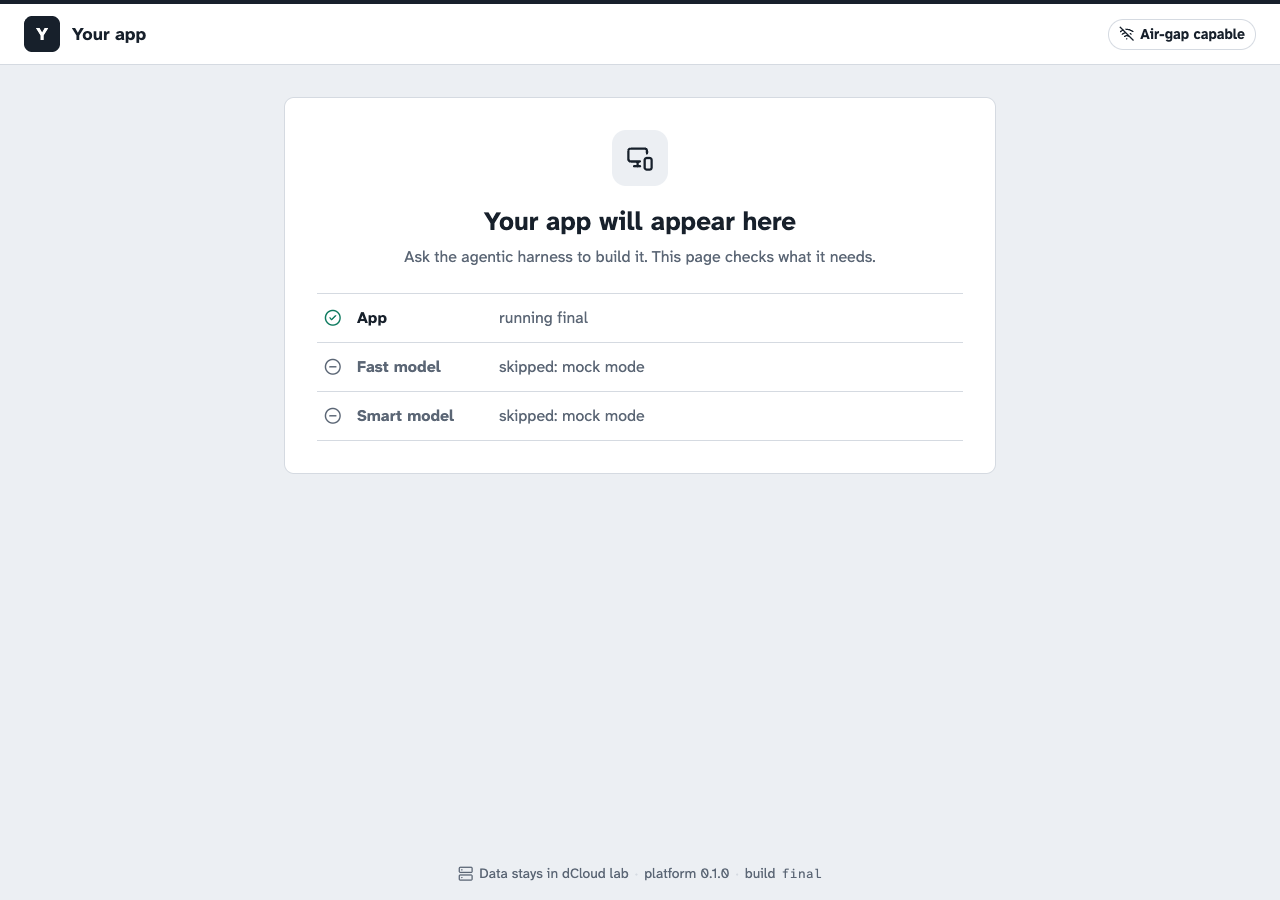 Y Your app Air-gap capable
Your app will appear here
Ask the agentic harness to build it. This page checks what it needs.
App running final
Fast model skipped: mock mode
Smart model skipped: mock mode
Data stays in dCloud lab · platform 0.1.0 · build final